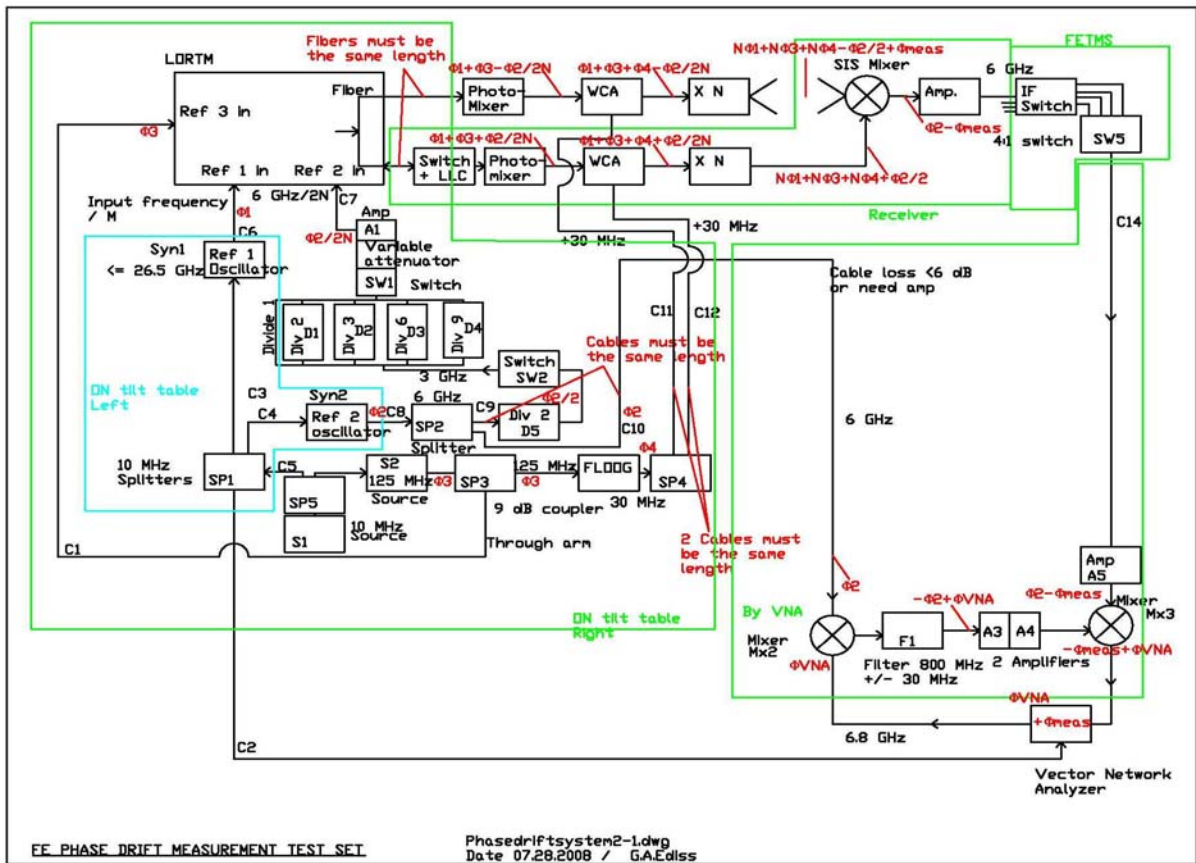 LORTM
Fibers must be
the same length
Φ1+Φ3-Φ2/2N
Φ1+Φ3+Φ4-Φ2/2N
NΦ1+NΦ3+NΦ4-Φ2/2+Φmeas
SIS Mixer
FETMS
6 GHz
Ref 3 In
Φ3
Fiber
Photo-
Mixer
WCA
X N
Amp.
IF
Switch
Φ2-Φmeas
4:1 switch
SW5
Φ1+Φ3+Φ2/2N
Φ1+Φ3+Φ4+Φ2/2N
Ref 1 In
Ref 2 In
Switch
+ LLC
Photo-
mixer
WCA
X N
NΦ1+NΦ3+NΦ4+Φ2/2
Input frequency
/ M
Φ1
C6
6 GHz/2N
C7
Receiver
C14
Syn1
<= 26.5 GHz
Ref 1
Oscillator
Φ2/2N
Amp
A1
Variable
attenuator
SW1
Switch
+30 MHz
+30 MHz
Cable loss <6 dB
or need amp
Divide 1
Div 2
D1
Div 3
D2
Div 6
D3
Div 9
D4
C11
C12
Cables must be
the same length
ON tilt table
Left
3 GHz
Switch
SW2
C3
C4
Syn2
Ref 2
oscillator
Φ2
C8
6 GHz
SP2
Splitter
C9
Φ2/2
Div 2
D5
Φ2
C10
6 GHz
10 MHz
Splitters
SP1
C5
SP5
S2
125 MHz
Source
Φ3
SP3
125 MHz
Φ3
FLOOG
30 MHz
Φ4
SP4
9 dB coupler
S1
10 MHz
Source
C1
Through arm
2 Cables must
be the same
length
ON tilt table
Right
By VNA
Φ2
Amp
A5
Φ2-Φmeas
Mixer
Mx3
-Φ2+ΦVNA
Mixer
Mx2
F1
A3
A4
ΦVNA
Filter 800 MHz
+/- 30 MHz
2 Amplifiers
-Φmeas+ΦVNA
ΦVNA
+Φmeas
6.8 GHz
C2
Vector Network
Analyzer
FE PHASE DRIFT MEASUREMENT TEST SET
Phasedriftsystem2-1.dwg
Date 07.28.2008 / G.A.Ediss